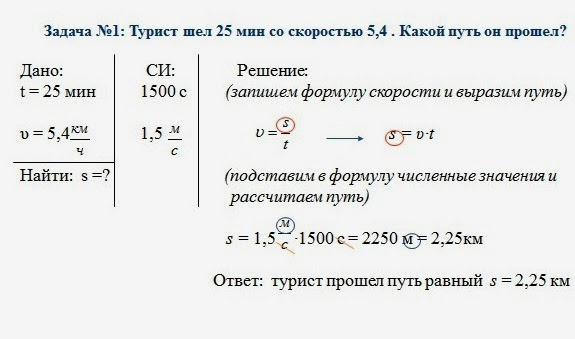 Задача №1: Турист шел 25 мин со скоростью 5,4 . Какой путь он прошел?
Дано: СИ: Решение:
t = 25 мин 1500 с (запишем формулу скорости и выразим путь)
υ = 5,4 км/ч 1,5 м/с υ = s/t → s = υ·t
Найти: s =? (подставим в формулу численные значения и
рассчитаем путь)
s = 1,5 м/с ·1500 с = 2250 м = 2,25км
Ответ: турист прошел путь равный s = 2,25 км